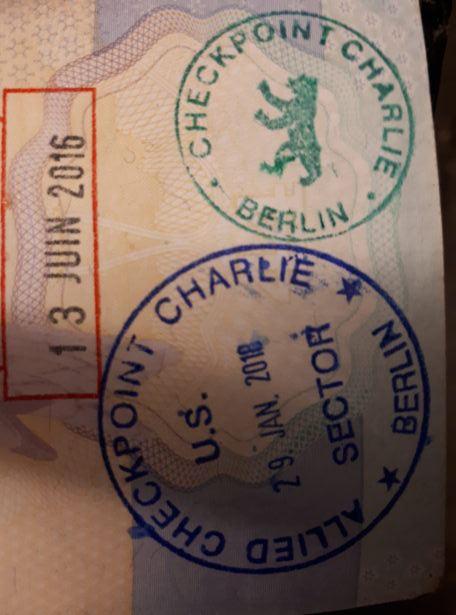 13 JUIN 2016
CHECKPOINT CHARLIE
BERLIN
ALLIED CHECKPOINT CHARLIE
U.S.
29. JAN. 2018
SECTOR
BERLIN